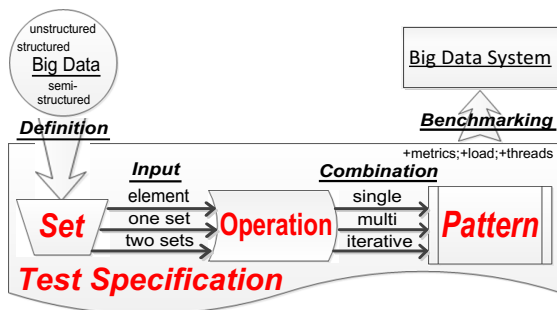 unstructured
structured
Big Data
semi-
structured
Definition
Big Data System
Benchmarking
+metrics;+load;+threads
Input
Combination
Set
element
one set
two sets
Operation
single
multi
iterative
Pattern
Test Specification